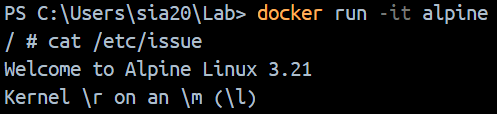 PS C:\Users\sia20\Lab> docker run -it alpine
/ # cat /etc/issue
Welcome to Alpine Linux 3.21
Kernel \r on an \m (\l)